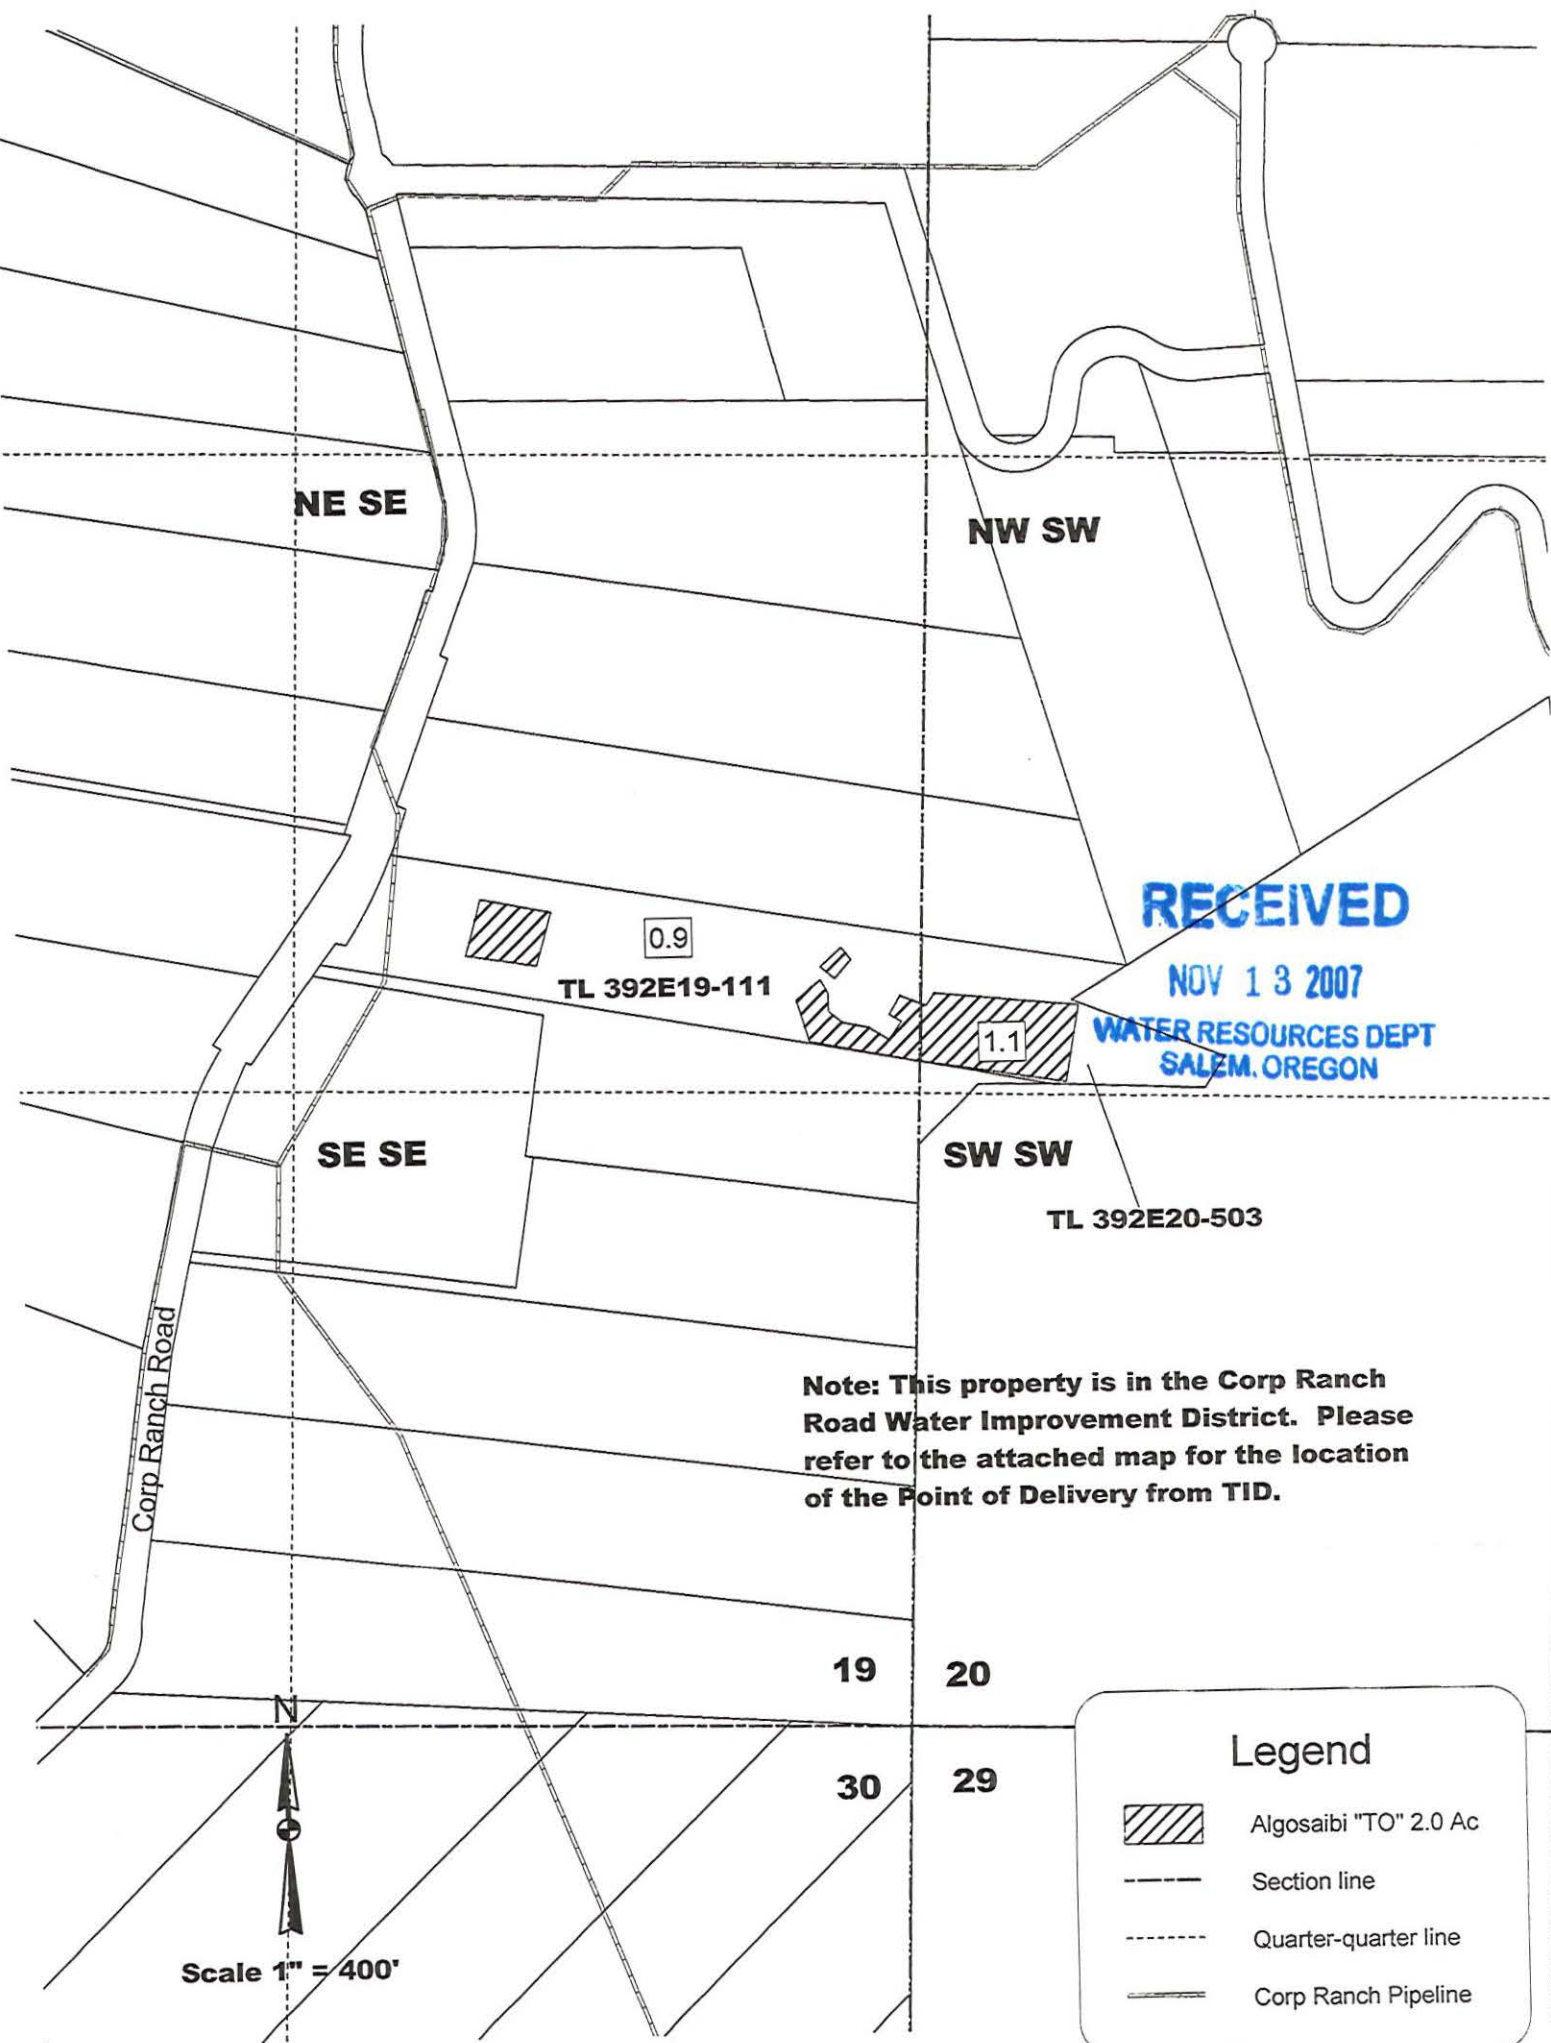 NE SE
NW SW
RECEIVED
NOV 13 2007
WATER RESOURCES DEPT
SALEM, OREGON
0.9
TL 392E19-111
1.1
SE SE
SW SW
TL 392E20-503
Corp Ranch Road
Note: This property is in the Corp Ranch
Road Water Improvement District. Please
refer to the attached map for the location
of the Point of Delivery from TID.
19
20
30
29
N
Scale 1" = 400'
Legend
Algosaibi "TO" 2.0 Ac
Section line
Quarter-quarter line
Corp Ranch Pipeline